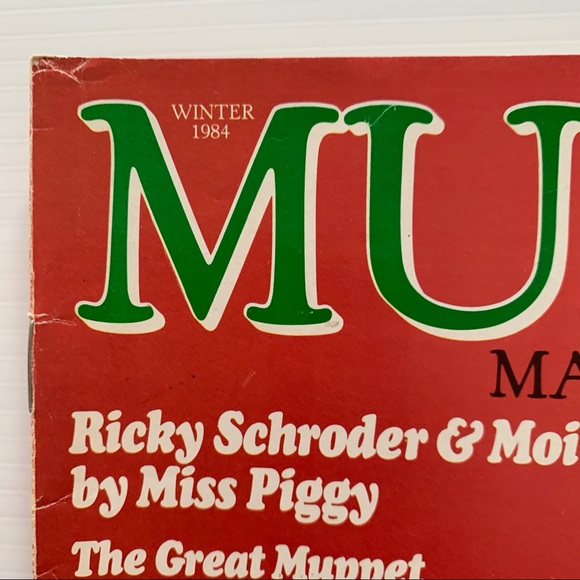 WINTER
1984
MU
MA
Ricky Schroder & Moi
by Miss Piggy
The Great Muppet